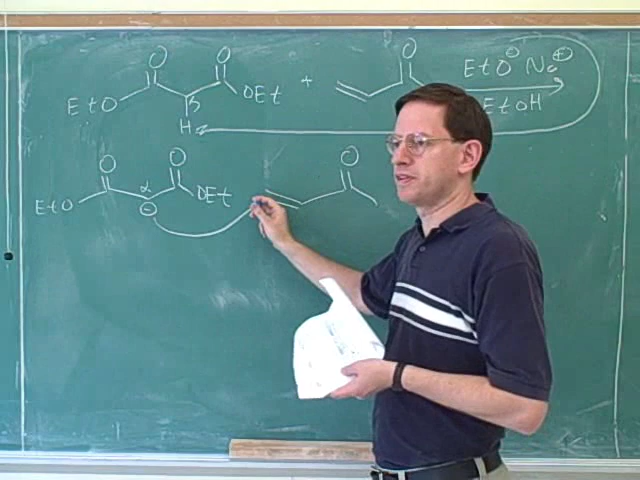 O O O
EtO OEt + EtO⊖ Na⊕
H EtOH
O O O
EtO α OEt
⊖